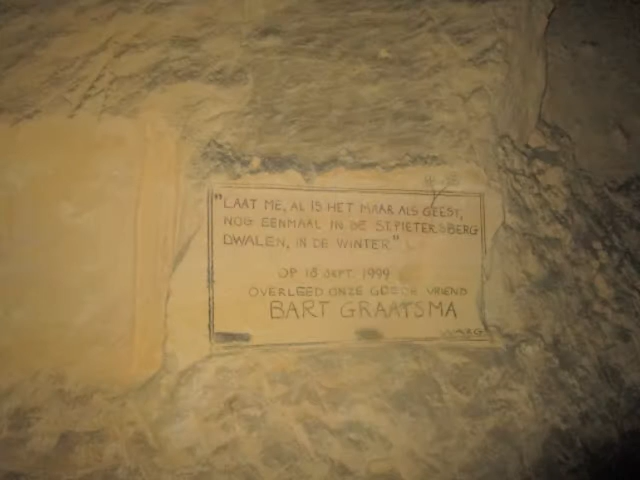 "LAAT ME, AL IS HET MAAR ALS GEEST,
NOG EENMAAL IN DE ST. PIETERSBERG
DWALEN, IN DE WINTER"
OP 18 SEPT. 1999
OVERLEED ONZE GOEDE VRIEND
BART GRAATSMA